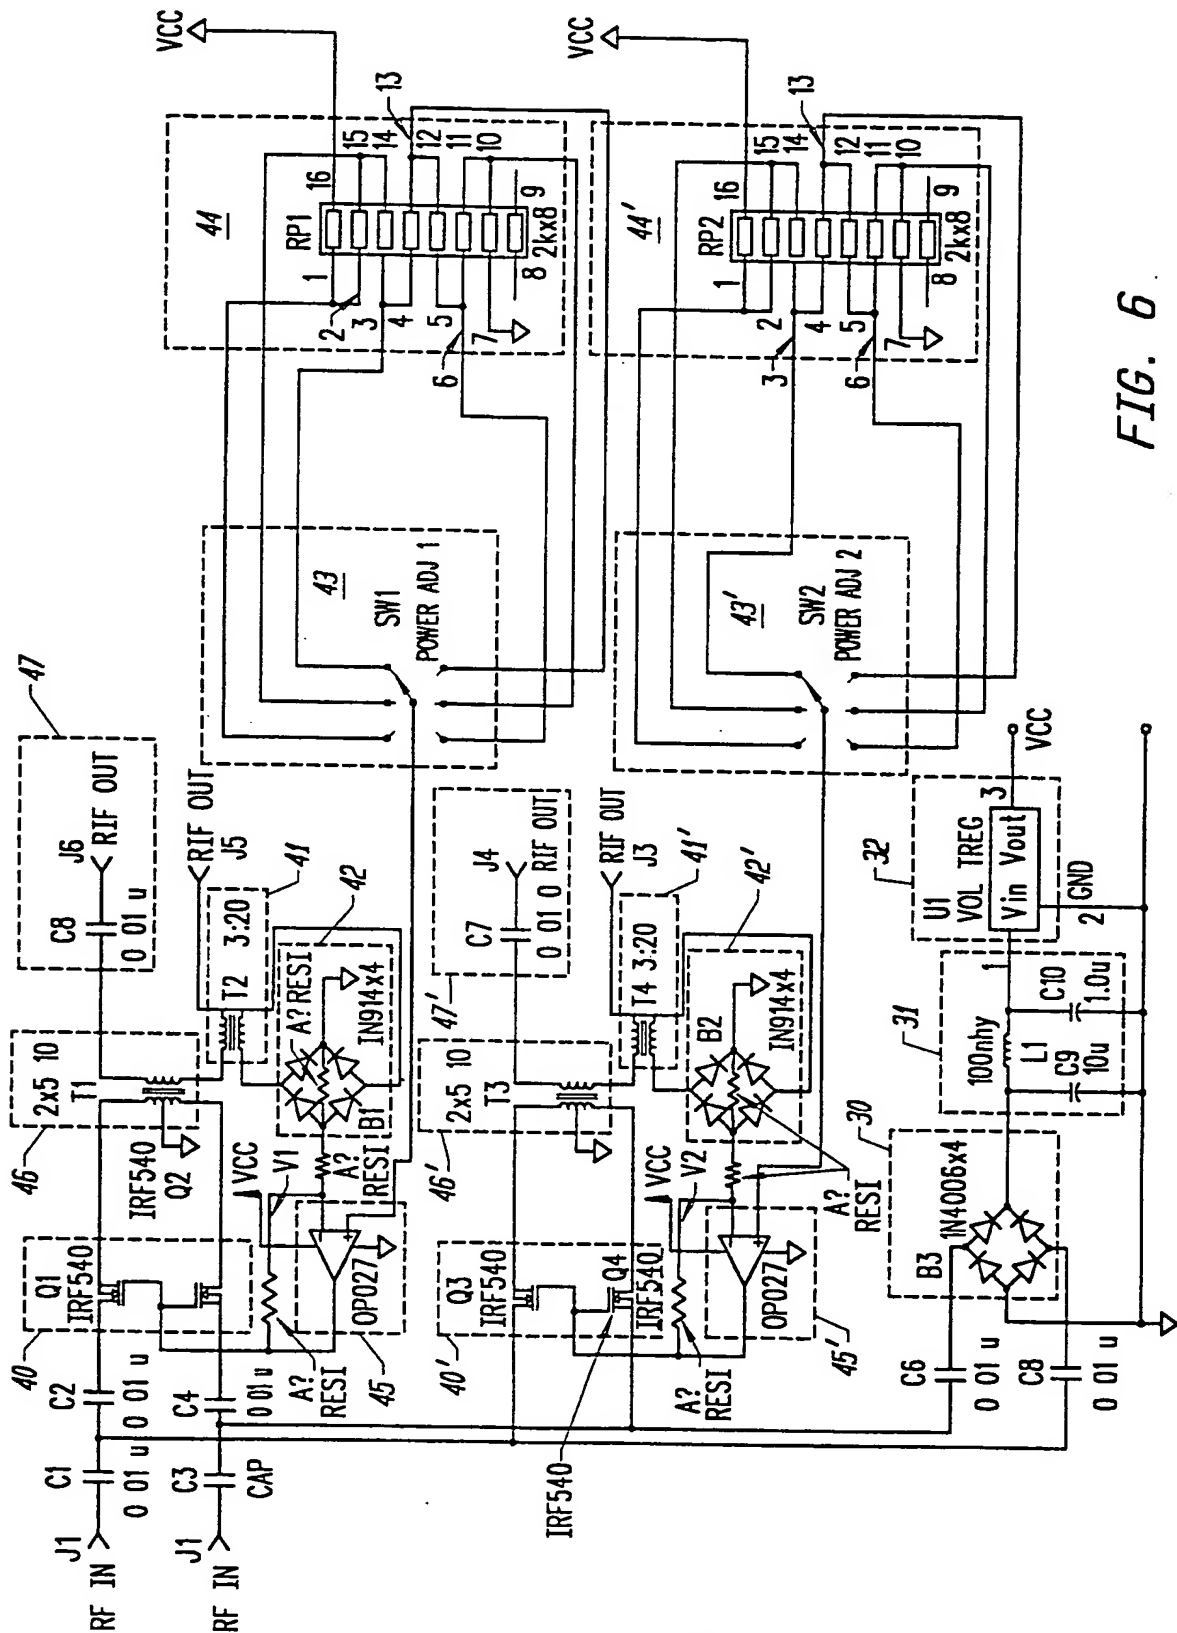 J1
RF IN
C1
0 01 u
C2
0 01 u
J1
RF IN
C3
CAP
C4
0 01 u
40
Q1
IRF540
IRF540
Q2
46
2x5 10
T1
47
C8
0 01 u
J6
RIF OUT
RIF OUT
J5
T2 3:20
41
42
A? RESI
IN914x4
B1
A?
RESI
VCC
V1
OP027
45
A?
RESI
43
SW1
POWER ADJ 1
44
RP1
2kx8
1
2
3
4
5
6
7
8
16
15
14
13
12
11
10
9
VCC
40'
Q3
IRF540
Q4
IRF540
IRF540
46'
2x5 10
T3
47'
C7
0 01 0
J4
RIF OUT
RIF OUT
J3
T4 3:20
41'
42'
B2
IN914x4
A?
RESI
VCC
V2
OP027
45'
A?
RESI
43'
SW2
POWER ADJ 2
44'
RP2
2kx8
1
2
3
4
5
6
7
8
16
15
14
13
12
11
10
9
VCC
C6
0 01 u
C8
0 01 u
30
B3
1N4006x4
31
100nhy
L1
C9
10u
C10
1.0u
1
32
U1
VOL TREG
Vin Vout
3
2 GND
VCC
FIG. 6